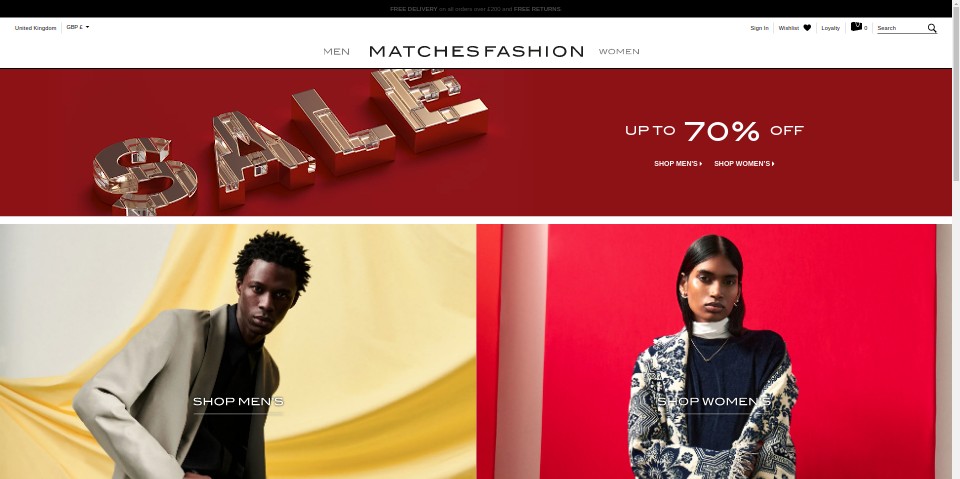 FREE DELIVERY on all orders over £200 and FREE RETURNS.
United Kingdom GBP £ Sign In Wishlist Loyalty 0 Search
MEN MATCHESFASHION WOMEN
SALE
UP TO 70% OFF
SHOP MEN'S SHOP WOMEN'S
SHOP MEN'S SHOP WOMEN'S